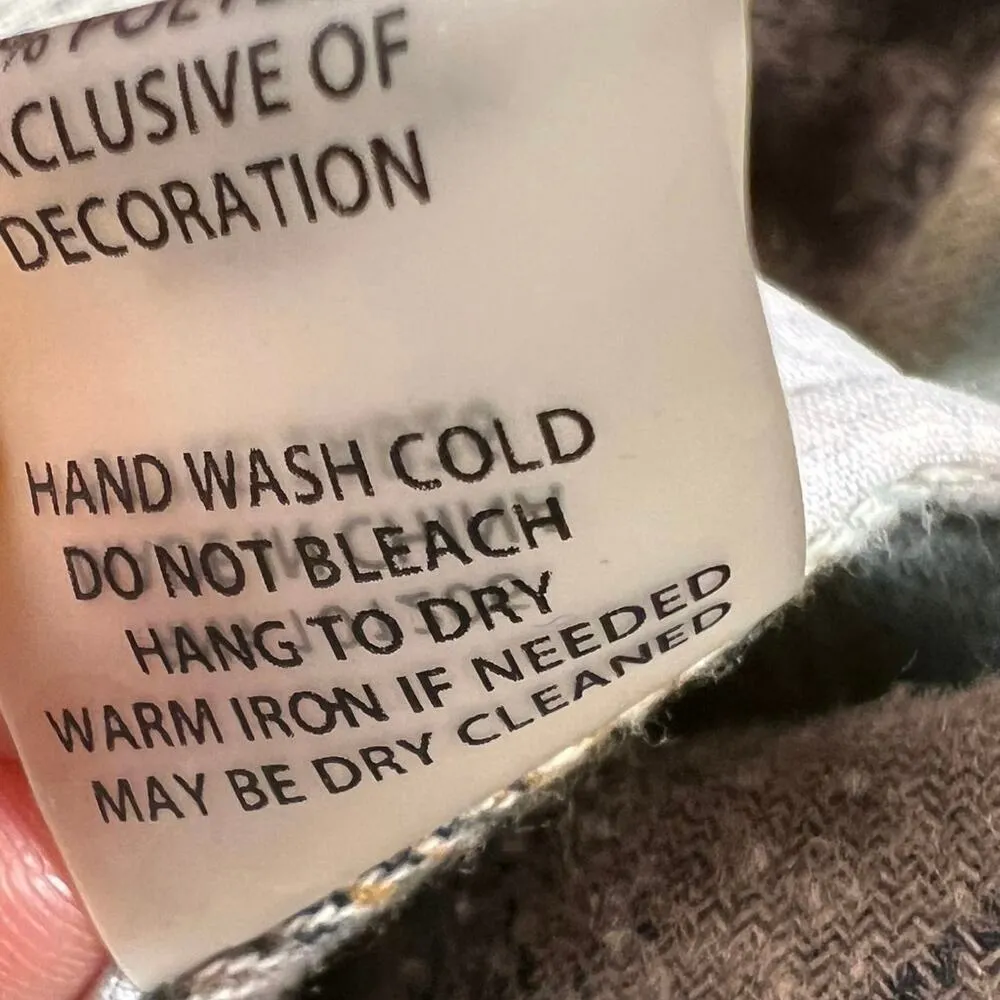 EXCLUSIVE OF
DECORATION
HAND WASH COLD
DO NOT BLEACH
HANG TO DRY
WARM IRON IF NEEDED
MAY BE DRY CLEANED